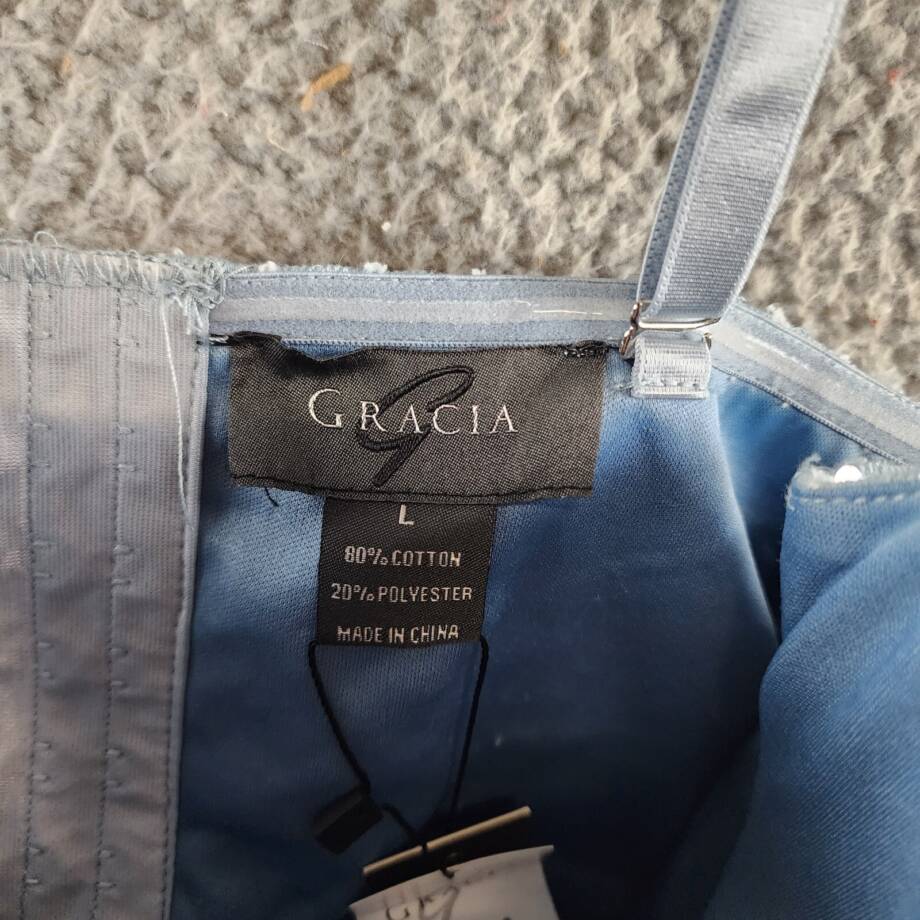 GRACIA
L
80% COTTON
20% POLYESTER
MADE IN CHINA